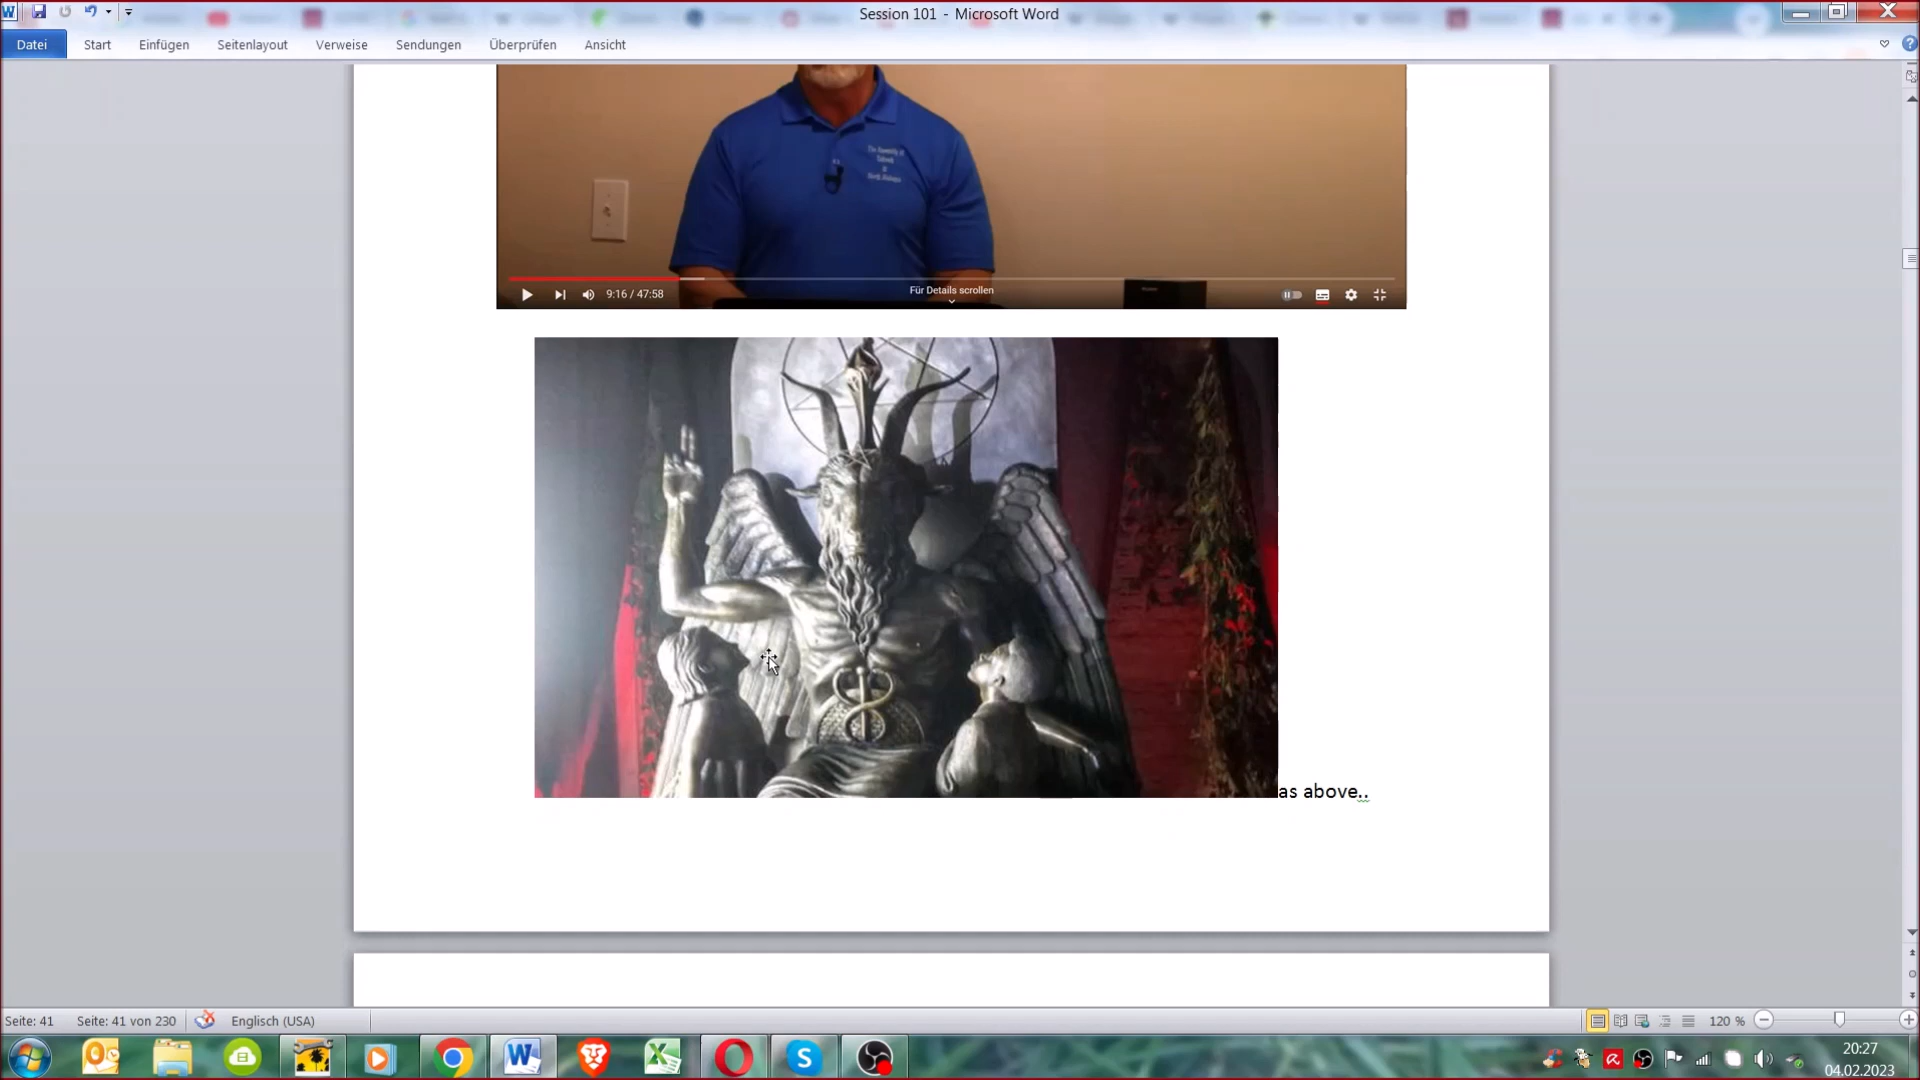 Session 101 - Microsoft Word
Datei Start Einfügen Seitenlayout Verweise Sendungen Überprüfen Ansicht
9:16 / 47:58
Für Details scrollen
as above..
Seite: 41 Seite: 41 von 230 Englisch (USA) 120 %
20:27
04.02.2023